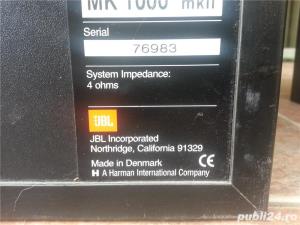 MK 1000 mkII
Serial
76983
System Impedance:
4 ohms
JBL
JBL Incorporated
Northridge, California 91329
Made in Denmark CE
H A Harman International Company
publi24.ro